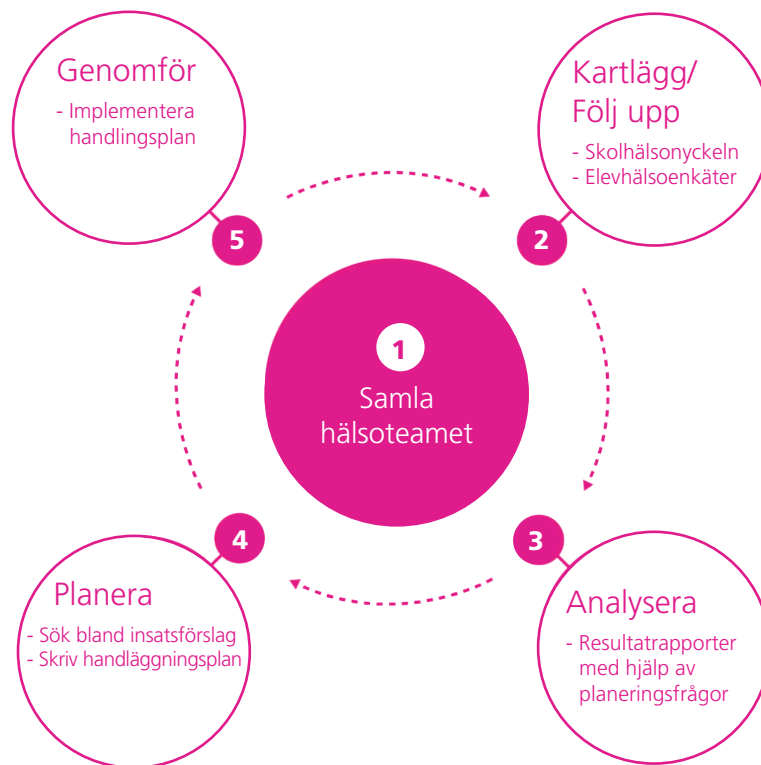 1
Samla
hälsoteamet
2
Kartlägg/
Följ upp
- Skolhälsonyckeln
- Elevhälsoenkäter
3
Analysera
- Resultatrapporter
med hjälp av
planeringsfrågor
4
Planera
- Sök bland insatsförslag
- Skriv handläggningsplan
5
Genomför
- Implementera
handlingsplan